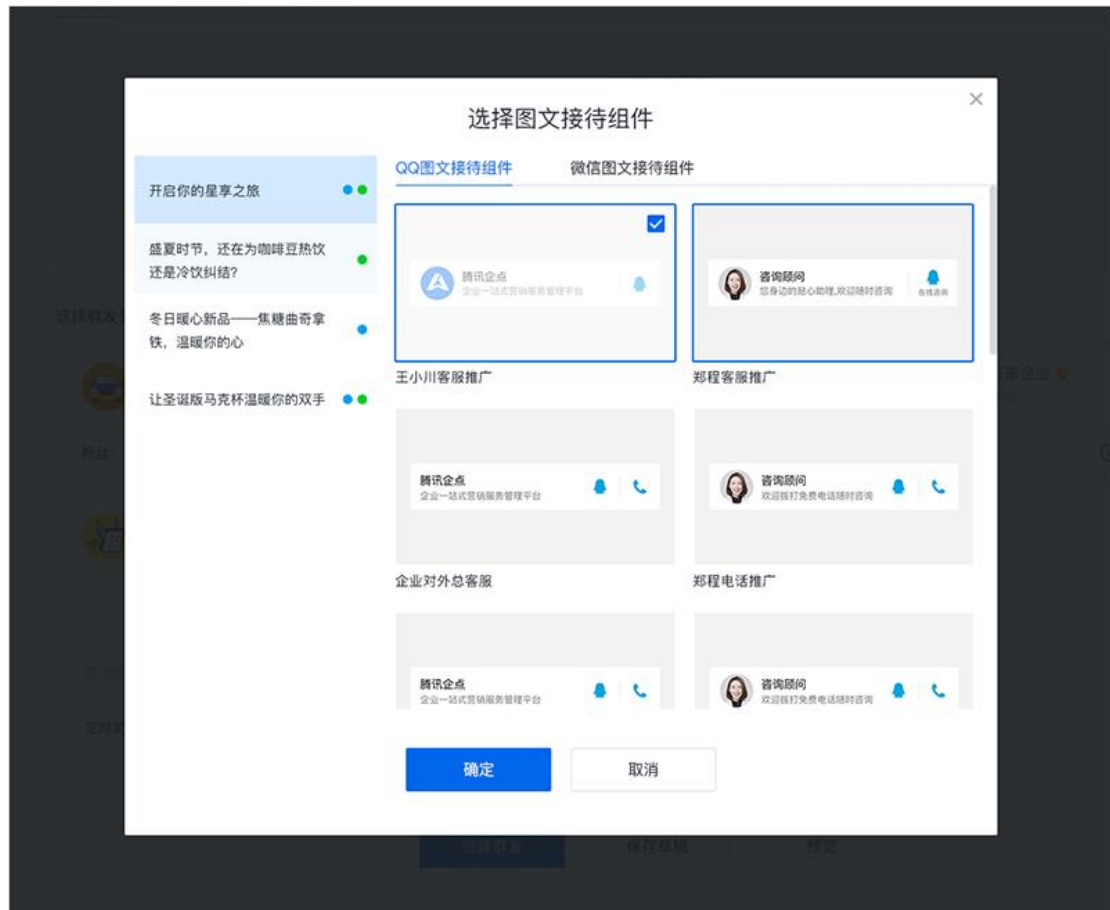 选择图文接待组件
QQ图文接待组件
微信图文接待组件
开启你的星享之旅
盛夏时节，还在为咖啡豆热饮
还是冷饮纠结？
冬日暖心新品——焦糖曲奇拿
铁，温暖你的心
让圣诞版马克杯温暖你的双手
腾讯企点
企业一站式营销服务管理平台
王小川客服推广
咨询顾问
您身边的贴心助理,欢迎随时咨询
在线咨询
郑程客服推广
腾讯企点
企业一站式营销服务管理平台
企业对外总客服
咨询顾问
欢迎拨打免费电话随时咨询
郑程电话推广
腾讯企点
企业一站式营销服务管理平台
咨询顾问
欢迎拨打免费电话随时咨询
确定
取消
选择群发
保存草稿
预览